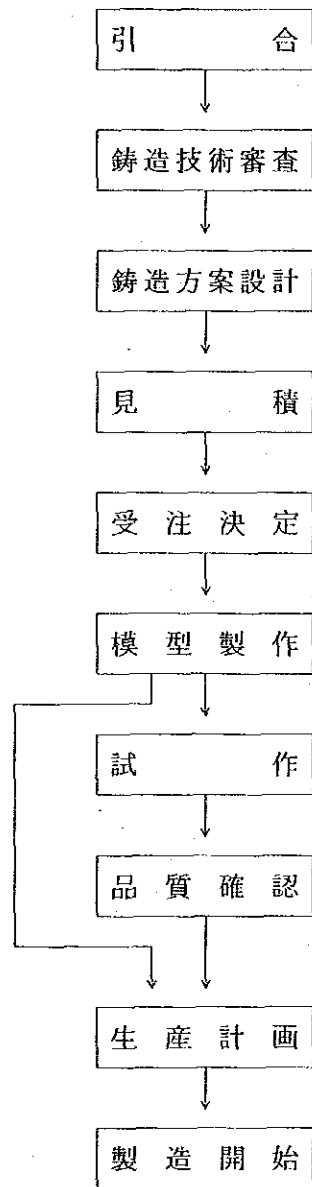 引合
鋳造技術審査
鋳造方案設計
見積
受注決定
模型製作
試作
品質確認
生産計画
製造開始